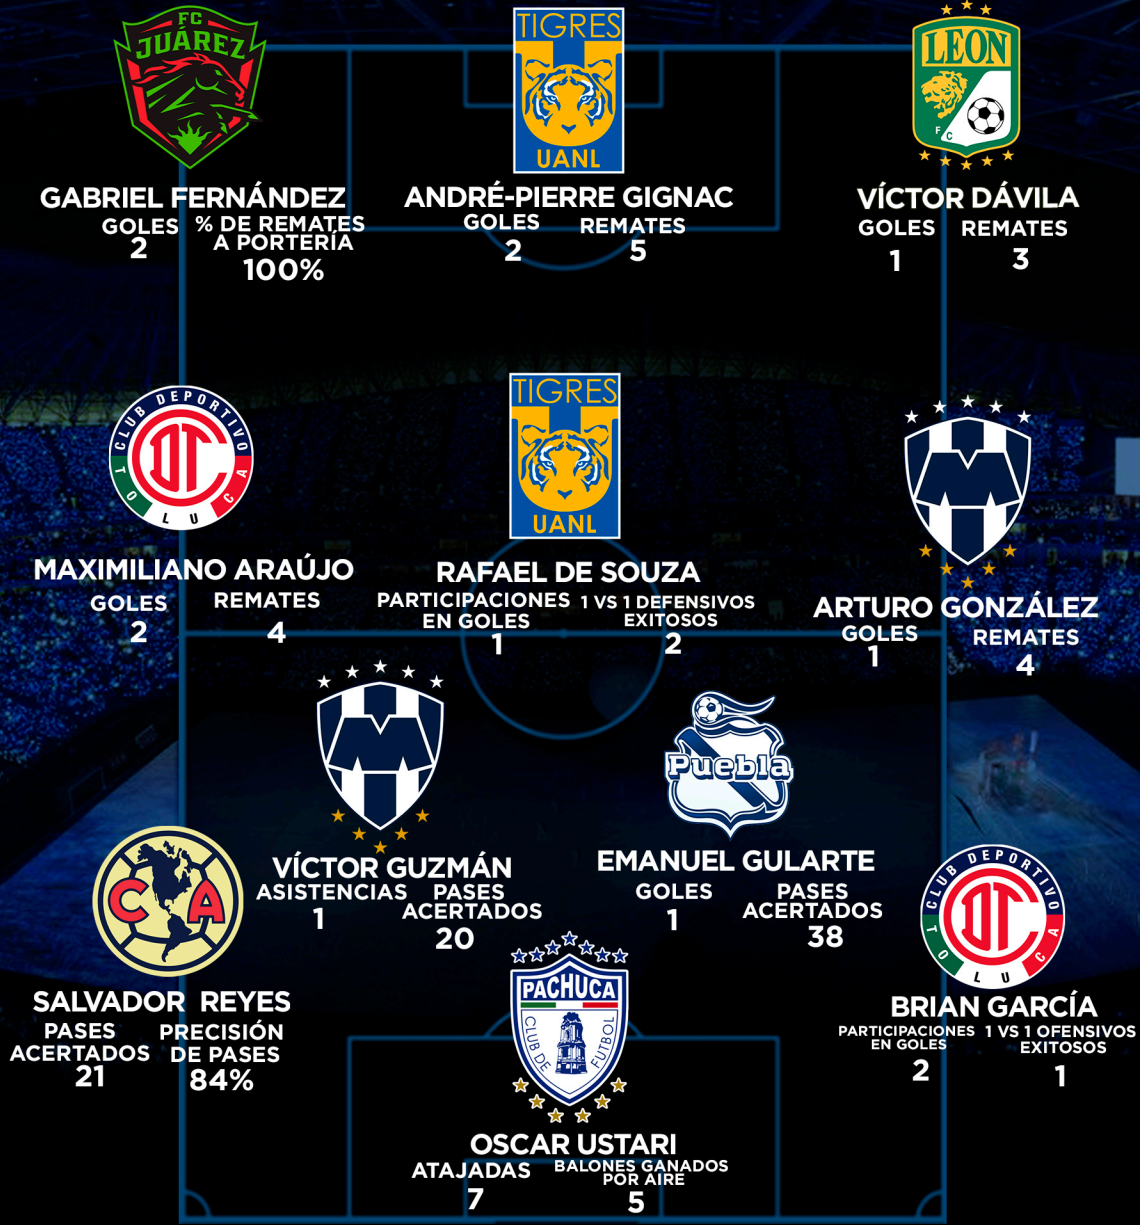 FC
JUÁREZ
GABRIEL FERNÁNDEZ
GOLES
2
% DE REMATES
A PORTERÍA
100%
TIGRES
UANL
ANDRÉ-PIERRE GIGNAC
GOLES
2
REMATES
5
LEON
F C
VÍCTOR DÁVILA
GOLES
1
REMATES
3
CLUB DEPORTIVO
TOLUCA
DTC
MAXIMILIANO ARAÚJO
GOLES
2
REMATES
4
TIGRES
UANL
RAFAEL DE SOUZA
PARTICIPACIONES
EN GOLES
1
1 VS 1 DEFENSIVOS
EXITOSOS
2
M
ARTURO GONZÁLEZ
GOLES
1
REMATES
4
M
VÍCTOR GUZMÁN
ASISTENCIAS
1
PASES
ACERTADOS
20
Puebla
EMANUEL GULARTE
GOLES
1
PASES
ACERTADOS
38
C A
SALVADOR REYES
PASES
ACERTADOS
21
PRECISIÓN
DE PASES
84%
CLUB DEPORTIVO
TOLUCA
DTC
BRIAN GARCÍA
PARTICIPACIONES
EN GOLES
2
1 VS 1 OFENSIVOS
EXITOSOS
1
PACHUCA
CLUB DE
FUTBOL
OSCAR USTARI
ATAJADAS
7
BALONES GANADOS
POR AIRE
5